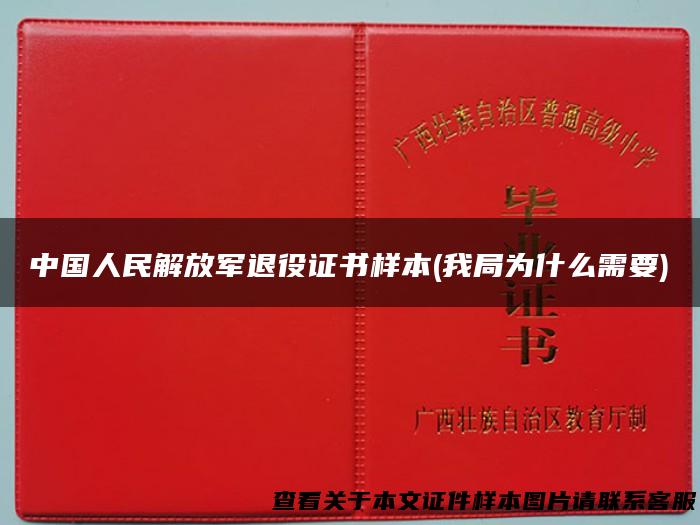 广西壮族自治区普通高级中学
毕业证书
中国人民解放军退役证书样本(我局为什么需要)
广西壮族自治区教育厅制
查看关于本文证件样本图片请联系客服